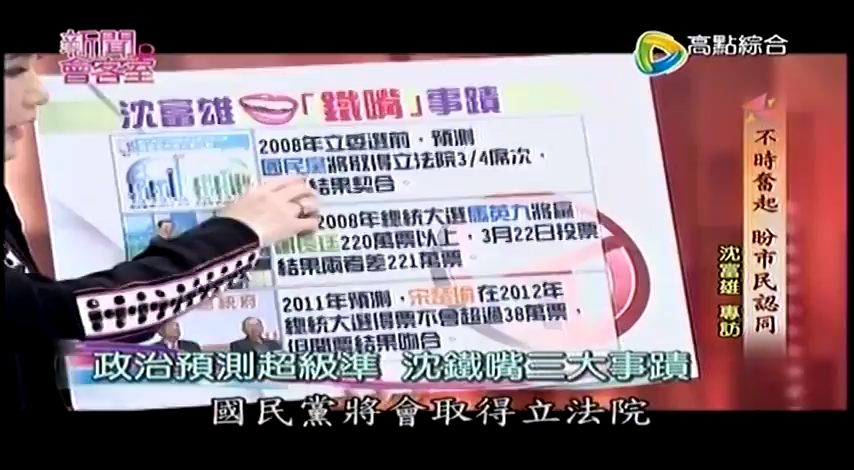 新聞
會客室
高點綜合
沈富雄「鐵嘴」事蹟
2008年立委選前，預測
國民黨將取得立法院3/4席次，
結果契合。
2008年總統大選馬英九將贏
220萬票以上，3月22日投票
結果兩者差221萬票。
2011年預測，宋楚瑜在2012年
總統大選得票不會超過38萬票，
但開票結果吻合
不時奮起 盼市民認同
沈富雄 專訪
政治預測超級準 沈鐵嘴三大事蹟
國民黨將會取得立法院